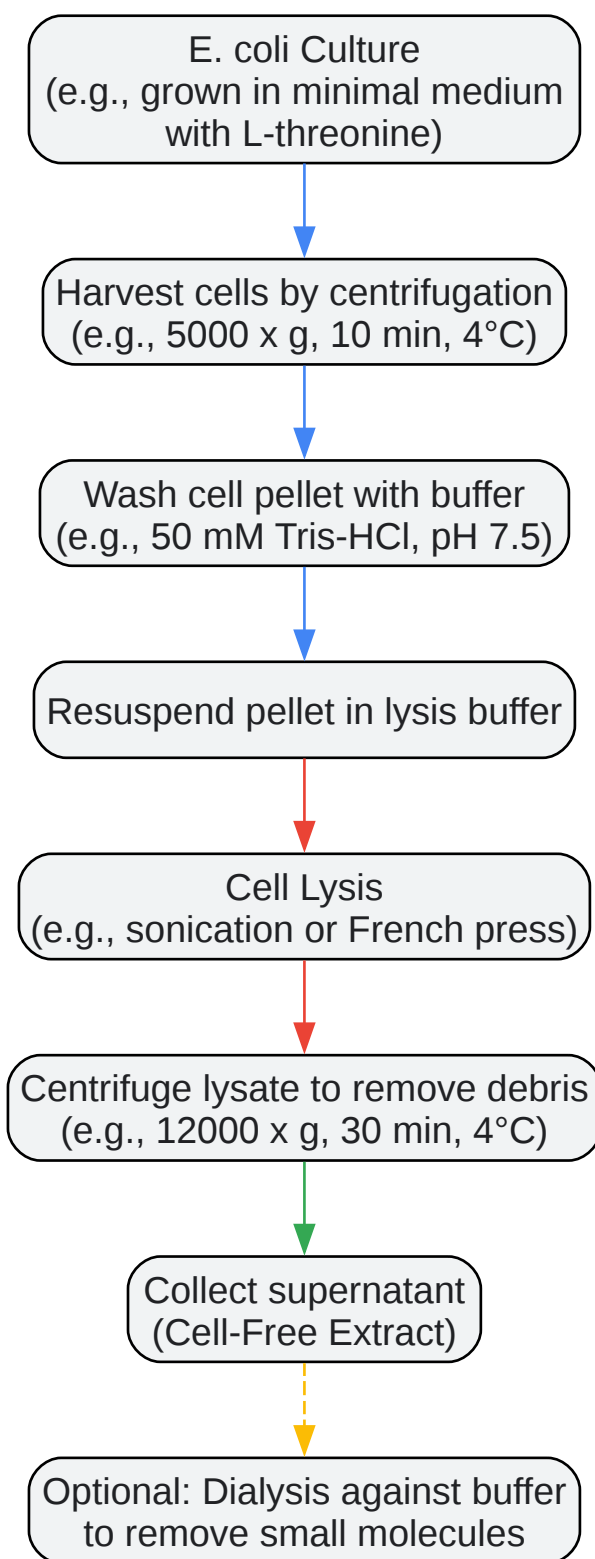 E. coli Culture
(e.g., grown in minimal medium
with L-threonine)
Harvest cells by centrifugation
(e.g., 5000 x g, 10 min, 4°C)
Wash cell pellet with buffer
(e.g., 50 mM Tris-HCl, pH 7.5)
Resuspend pellet in lysis buffer
Cell Lysis
(e.g., sonication or French press)
Centrifuge lysate to remove debris
(e.g., 12000 x g, 30 min, 4°C)
Collect supernatant
(Cell-Free Extract)
Optional: Dialysis against buffer
to remove small molecules